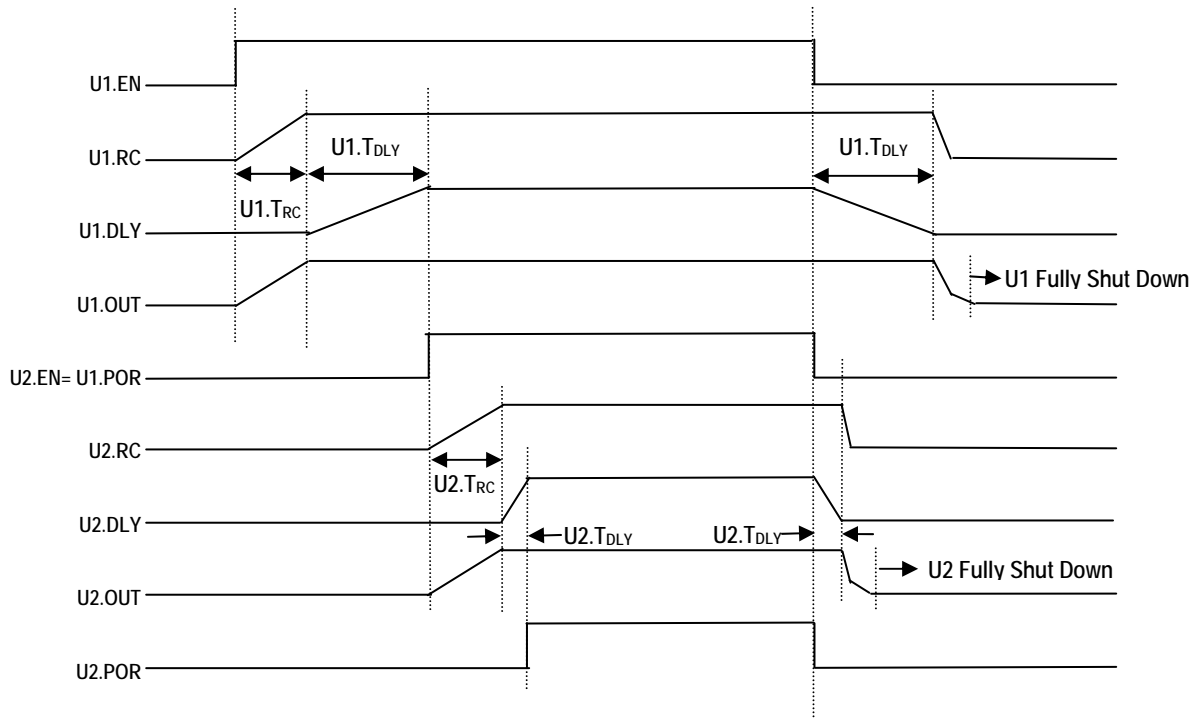 U1.EN
U1.RC
U1.TDLY
U1.TDLY
U1.TRC
U1.DLY
U1 Fully Shut Down
U1.OUT
U2.EN= U1.POR
U2.RC
U2.TRC
U2.DLY
U2.TDLY
U2.TDLY
U2 Fully Shut Down
U2.OUT
U2.POR